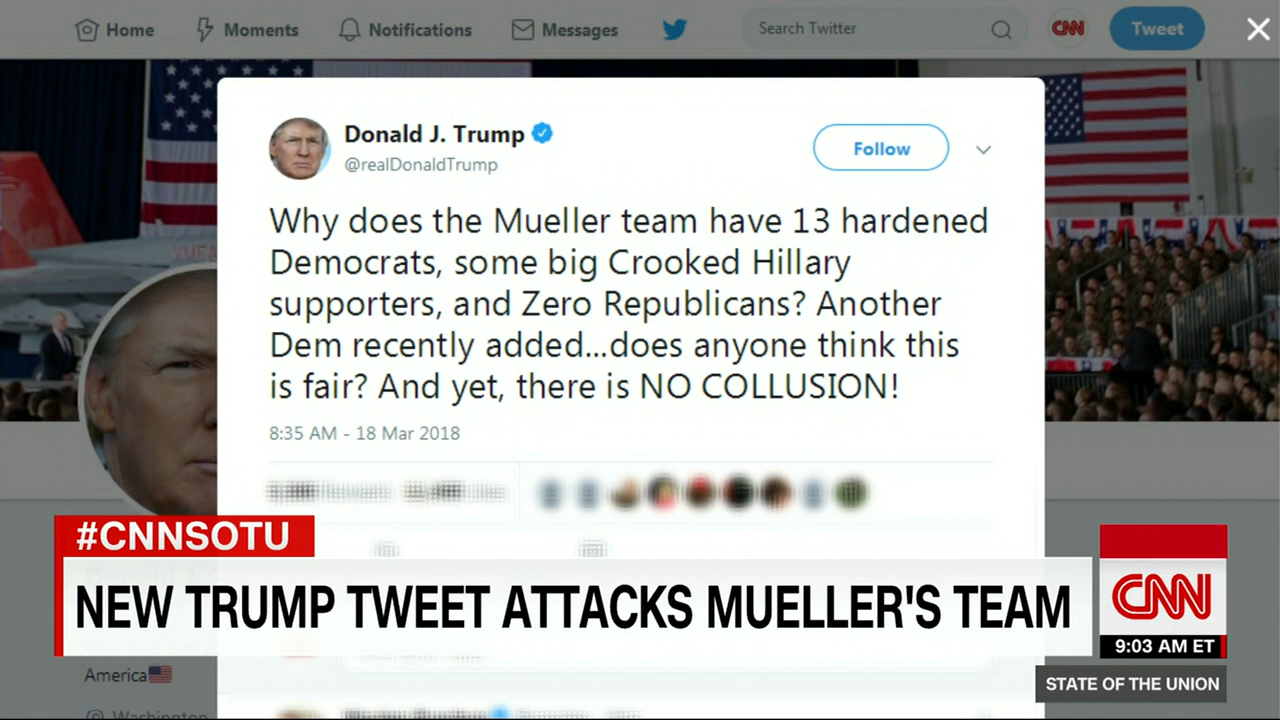 Home
Moments
Notifications
Messages
Search Twitter
CNN
Tweet
Donald J. Trump
@realDonaldTrump
Follow
Why does the Mueller team have 13 hardened
Democrats, some big Crooked Hillary
supporters, and Zero Republicans? Another
Dem recently added...does anyone think this
is fair? And yet, there is NO COLLUSION!
8:35 AM - 18 Mar 2018
#CNNSOTU
NEW TRUMP TWEET ATTACKS MUELLER'S TEAM
CNN
9:03 AM ET
America
STATE OF THE UNION
Washington